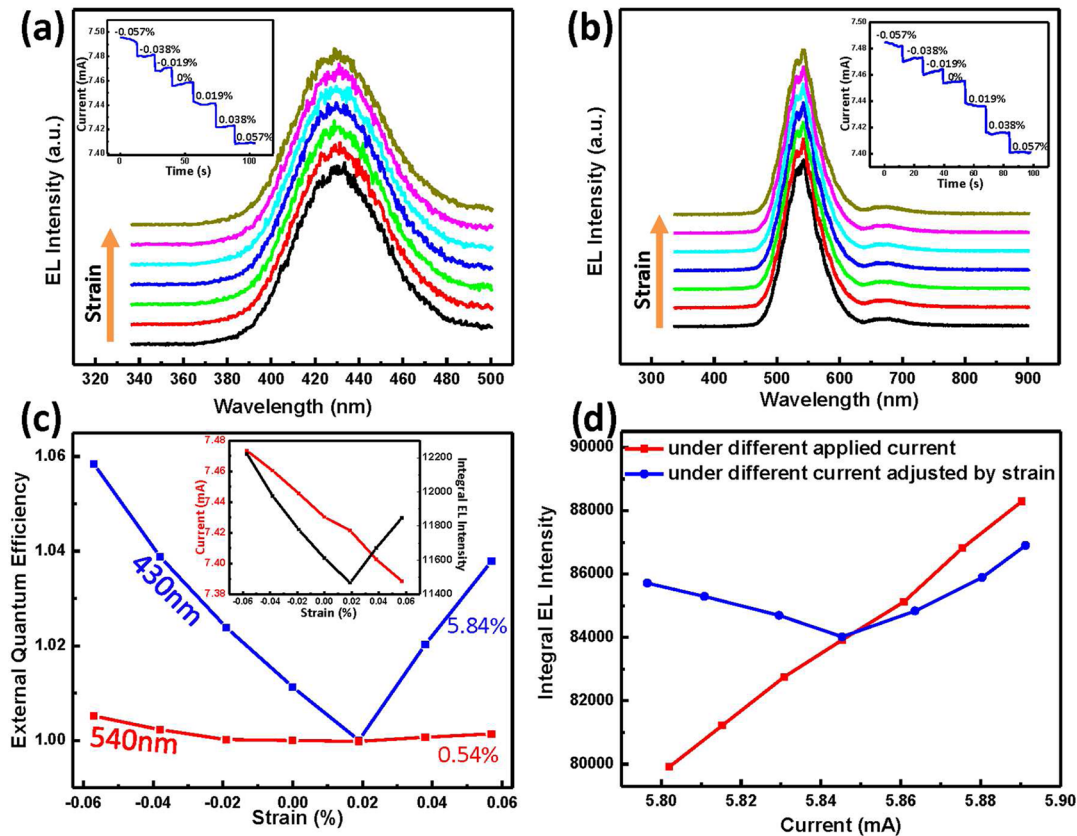 (a)
7.50
7.48
7.46
7.44
7.42
7.40
Current (mA)
-0.057%
-0.038%
-0.019%
0%
0.019%
0.038%
0.057%
0
50
100
Time (s)
EL Intensity (a.u.)
Strain
320 340 360 380 400 420 440 460 480 500
Wavelength (nm)
(b)
7.50
7.48
7.46
7.44
7.42
7.40
Current (mA)
-0.057%
-0.038%
-0.019%
0%
0.019%
0.038%
0.057%
0 20 40 60 80 100
Time (s)
EL Intensity (a.u.)
Strain
300 400 500 600 700 800 900
Wavelength (nm)
(c)
1.06
1.04
1.02
1.00
External Quantum Efficiency
7.48
7.46
7.44
7.42
7.40
7.38
Current (mA)
12200
12000
11800
11600
11400
Integral EL Intensity
-0.06 -0.04 -0.02 0.00 0.02 0.04 0.06
Strain (%)
430nm
5.84%
540nm
0.54%
-0.06 -0.04 -0.02 0.00 0.02 0.04 0.06
Strain (%)
(d)
under different applied current
under different current adjusted by strain
90000
88000
86000
84000
82000
80000
Integral EL Intensity
5.80 5.82 5.84 5.86 5.88 5.90
Current (mA)